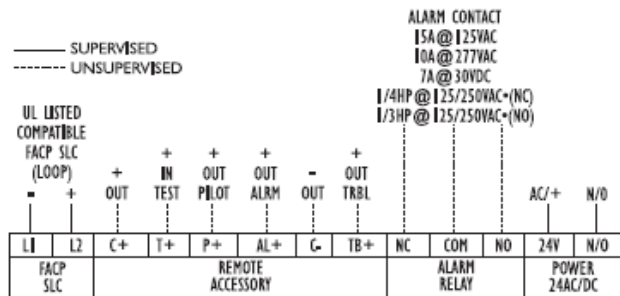 ALARM CONTACT
15A@125VAC
10A@277VAC
7A@30VDC
1/4HP@125/250VAC•(NC)
1/3HP@125/250VAC•(NO)
SUPERVISED
UNSUPERVISED
UL LISTED
COMPATIBLE
FACP SLC
(LOOP)
- +
+ OUT
+ IN TEST
+ OUT PILOT
+ OUT ALRM
- OUT
+ OUT TRBL
AC/+ N/0
L1 L2 C+ T+ P+ AL+ C- TB+ NC COM NO 24V N/0
FACP SLC
REMOTE ACCESSORY
ALARM RELAY
POWER 24AC/DC